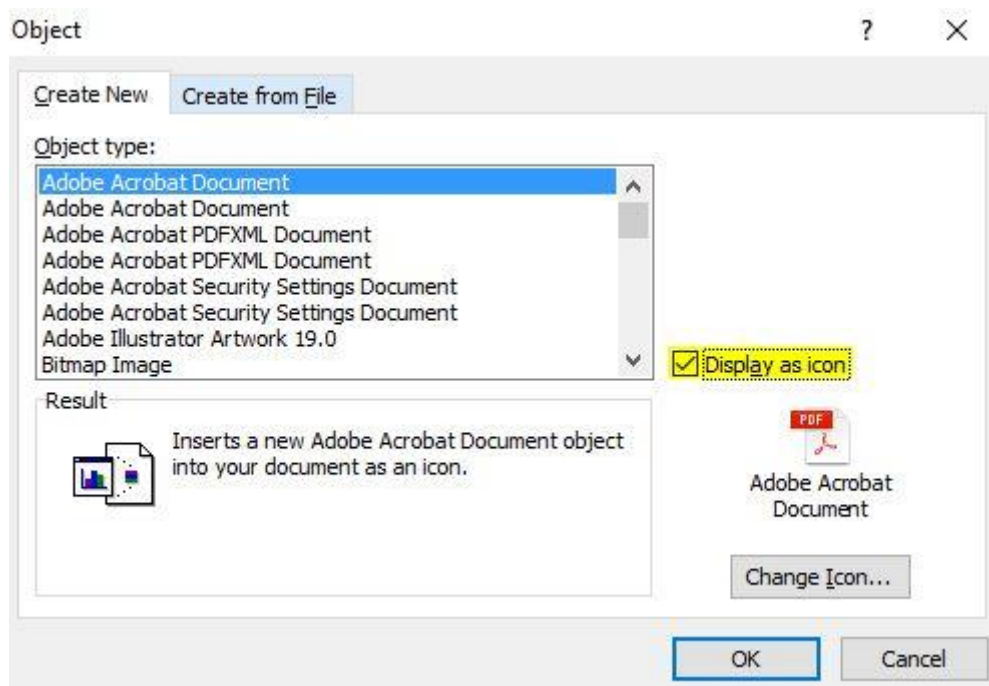 Object
?
Create New
Create from File
Object type:
Adobe Acrobat Document
Adobe Acrobat Document
Adobe Acrobat PDFXML Document
Adobe Acrobat PDFXML Document
Adobe Acrobat Security Settings Document
Adobe Acrobat Security Settings Document
Adobe Illustrator Artwork 19.0
Bitmap Image
Display as icon
Result
Inserts a new Adobe Acrobat Document object
into your document as an icon.
PDF
Adobe Acrobat
Document
Change Icon...
OK
Cancel